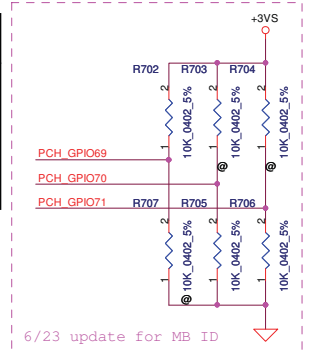 +3VS
R702 R703 R704
2 2 2
10K_0402_5% 10K_0402_5% 10K_0402_5%
1 1 1
PCH_GPIO69
@ @
PCH_GPIO70
PCH_GPIO71
R707 R705 R706
2 2 2
10K_0402_5% 10K_0402_5% 10K_0402_5%
1 1 1
@
6/23 update for MB ID